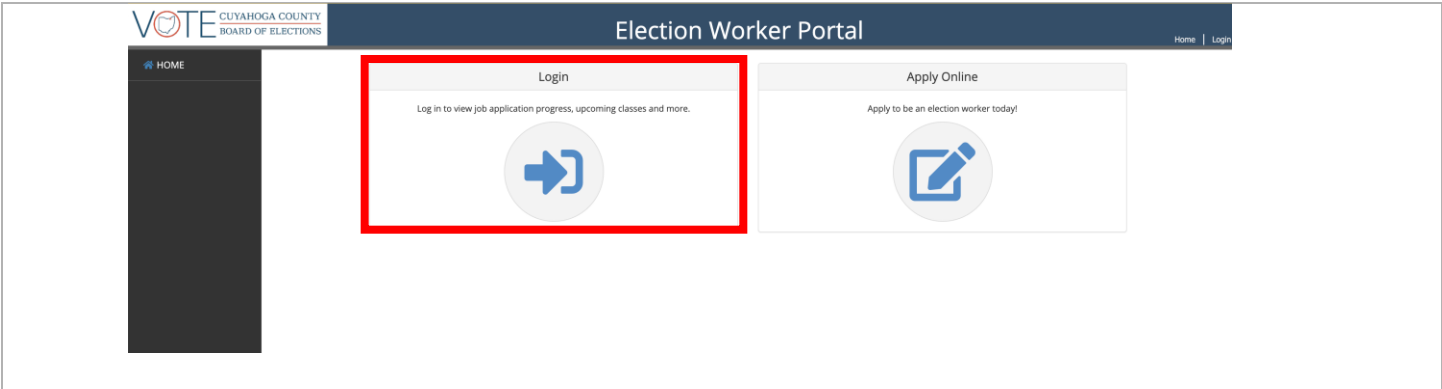 VOTE CUYAHOGA COUNTY
BOARD OF ELECTIONS
Election Worker Portal
Home | Login
HOME
Login
Log in to view job application progress, upcoming classes and more.
Apply Online
Apply to be an election worker today!